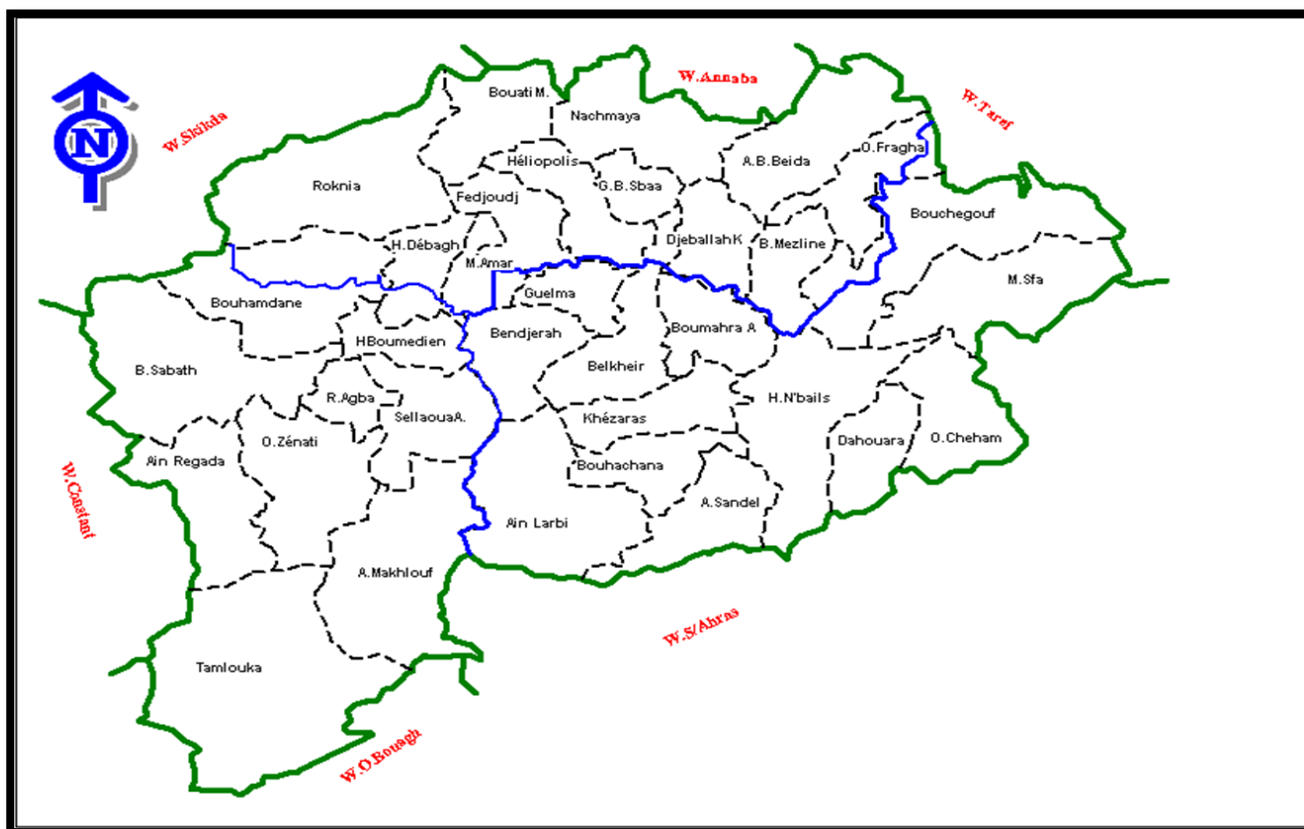 W.Annaba
Bouati M.
W.Taref
N
Nachmaya
W.Skikda
O.Fragha
Héliopolis
A.B.Beida
Roknia
G.B.Sbaa
Fedjoudj
Bouchegouf
H.Débagh
Djeballah K
B.Mezline
M.Amar
M.Sfa
Guelma
Bouhamdane
Boumahra A
Bendjerah
HBoumedien
Belkheir
B.Sabath
R.Agba
H.N'bails
SellaouaA.
Khézaras
O.Zénati
Dahouara
O.Cheham
Ain Regada
Bouhachana
W.Constant
A.Sandel
Ain Larbi
A.Makhlouf
W.S/Ahras
Tamlouka
W.O.Bouagh